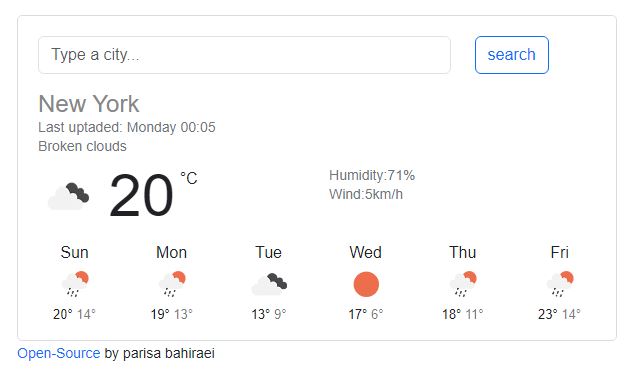 Type a city...
search
New York
Last uptaded: Monday 00:05
Broken clouds
20 °C
Humidity:71%
Wind:5km/h
Sun Mon Tue Wed Thu Fri
20° 14° 19° 13° 13° 9° 17° 6° 18° 11° 23° 14°
Open-Source by parisa bahiraei